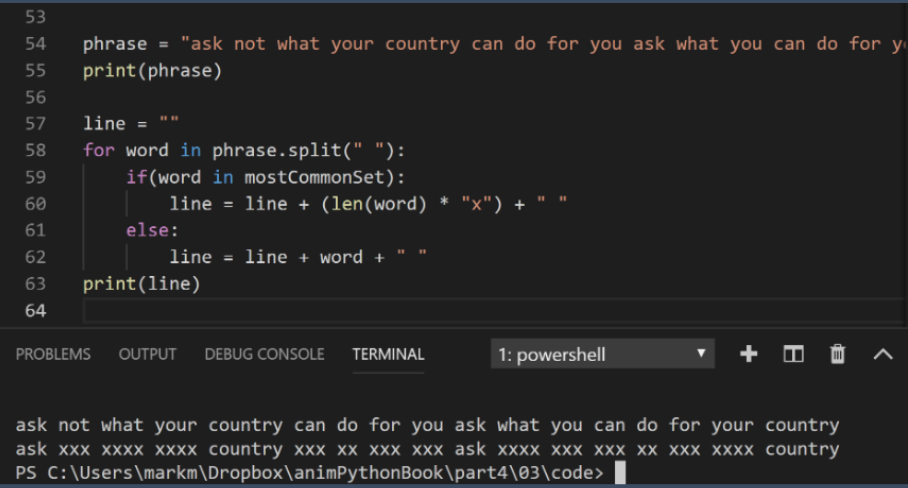 53
54 phrase = "ask not what your country can do for you ask what you can do for y
55 print(phrase)
56
57 line = ""
58 for word in phrase.split(" "):
59 if(word in mostCommonSet):
60 line = line + (len(word) * "x") + " "
61 else:
62 line = line + word + " "
63 print(line)
64
PROBLEMS OUTPUT DEBUG CONSOLE TERMINAL 1: powershell
ask not what your country can do for you ask what you can do for your country
ask xxx xxxx xxxx country xxx xx xxx xxx ask xxxx xxx xxx xx xxx xxxx country
PS C:\Users\markm\Dropbox\animPythonBook\part4\03\code>